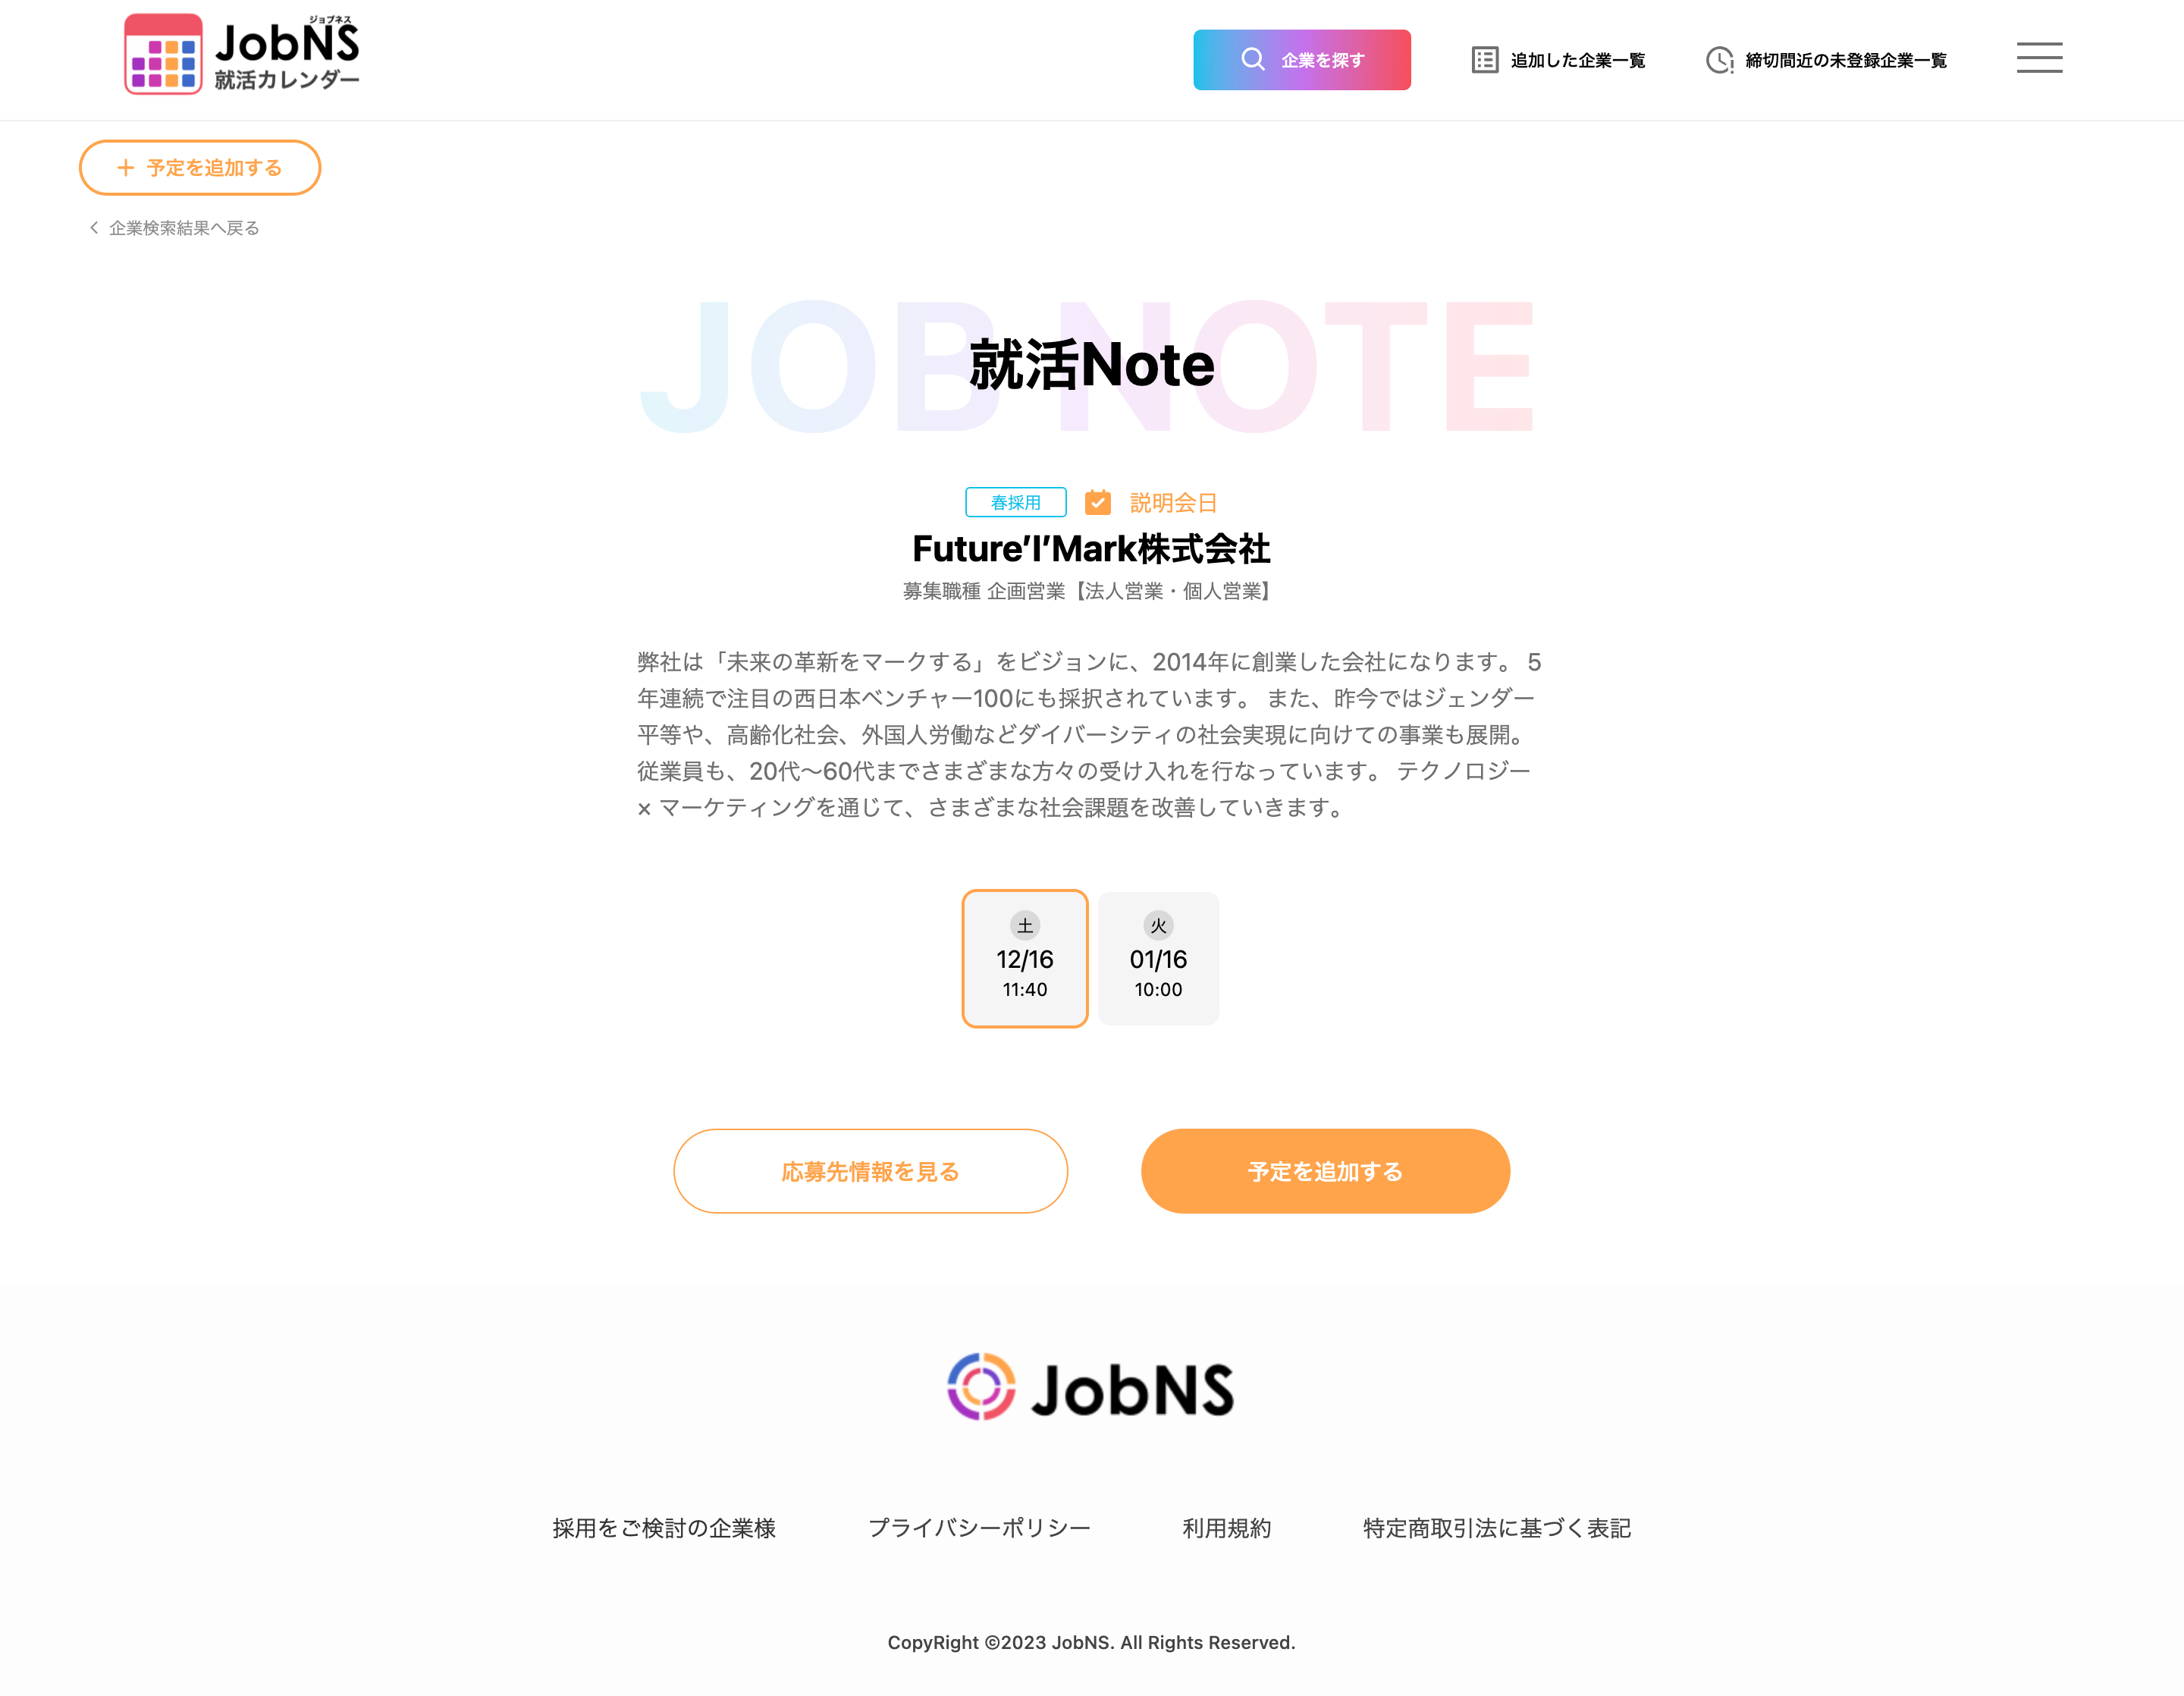 ジョブネス
JobNS
就活カレンダー
企業を探す
追加した企業一覧
締切間近の未登録企業一覧
+ 予定を追加する
企業検索結果へ戻る
JOB NOTE
就活Note
春採用
説明会日
Future'l'Mark株式会社
募集職種 企画営業【法人営業・個人営業】
弊社は「未来の革新をマークする」をビジョンに、2014年に創業した会社になります。 5
年連続で注目の西日本ベンチャー100にも採択されています。 また、昨今ではジェンダー
平等や、高齢化社会、外国人労働などダイバーシティの社会実現に向けての事業も展開。
従業員も、20代〜60代までさまざまな方々の受け入れを行なっています。 テクノロジー
× マーケティングを通じて、さまざまな社会課題を改善していきます。
土
12/16
11:40
火
01/16
10:00
応募先情報を見る
予定を追加する
JobNS
採用をご検討の企業様
プライバシーポリシー
利用規約
特定商取引法に基づく表記
CopyRight ©2023 JobNS. All Rights Reserved.